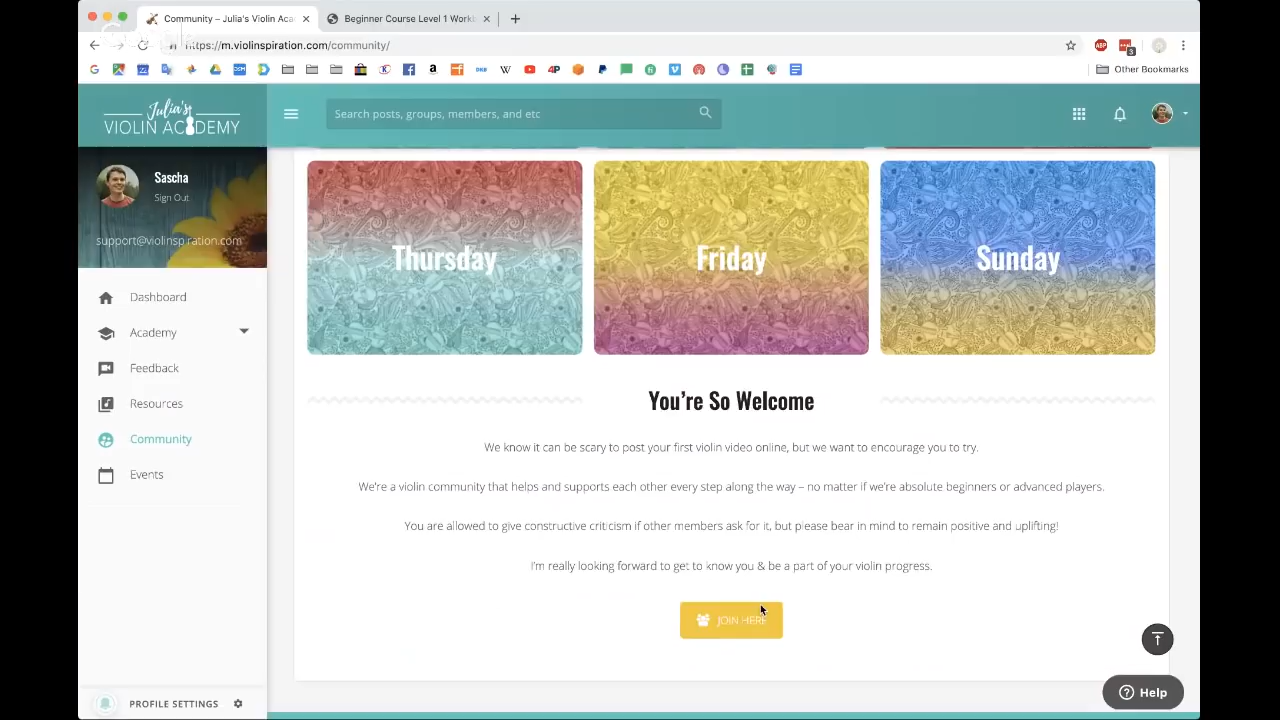 Community – Julia's Violin Aca
Beginner Course Level 1 Workb
https://m.violinspiration.com/community/
Other Bookmarks
Julia's
VIOLIN ACADEMY
Search posts, groups, members, and etc
Sascha
Sign Out
support@violinspiration.com
Dashboard
Academy
Feedback
Resources
Community
Events
PROFILE SETTINGS
Thursday
Friday
Sunday
You're So Welcome
We know it can be scary to post your first violin video online, but we want to encourage you to try.
We're a violin community that helps and supports each other every step along the way – no matter if we're absolute beginners or advanced players.
You are allowed to give constructive criticism if other members ask for it, but please bear in mind to remain positive and uplifting!
I'm really looking forward to get to know you & be a part of your violin progress.
JOIN HERE
Help